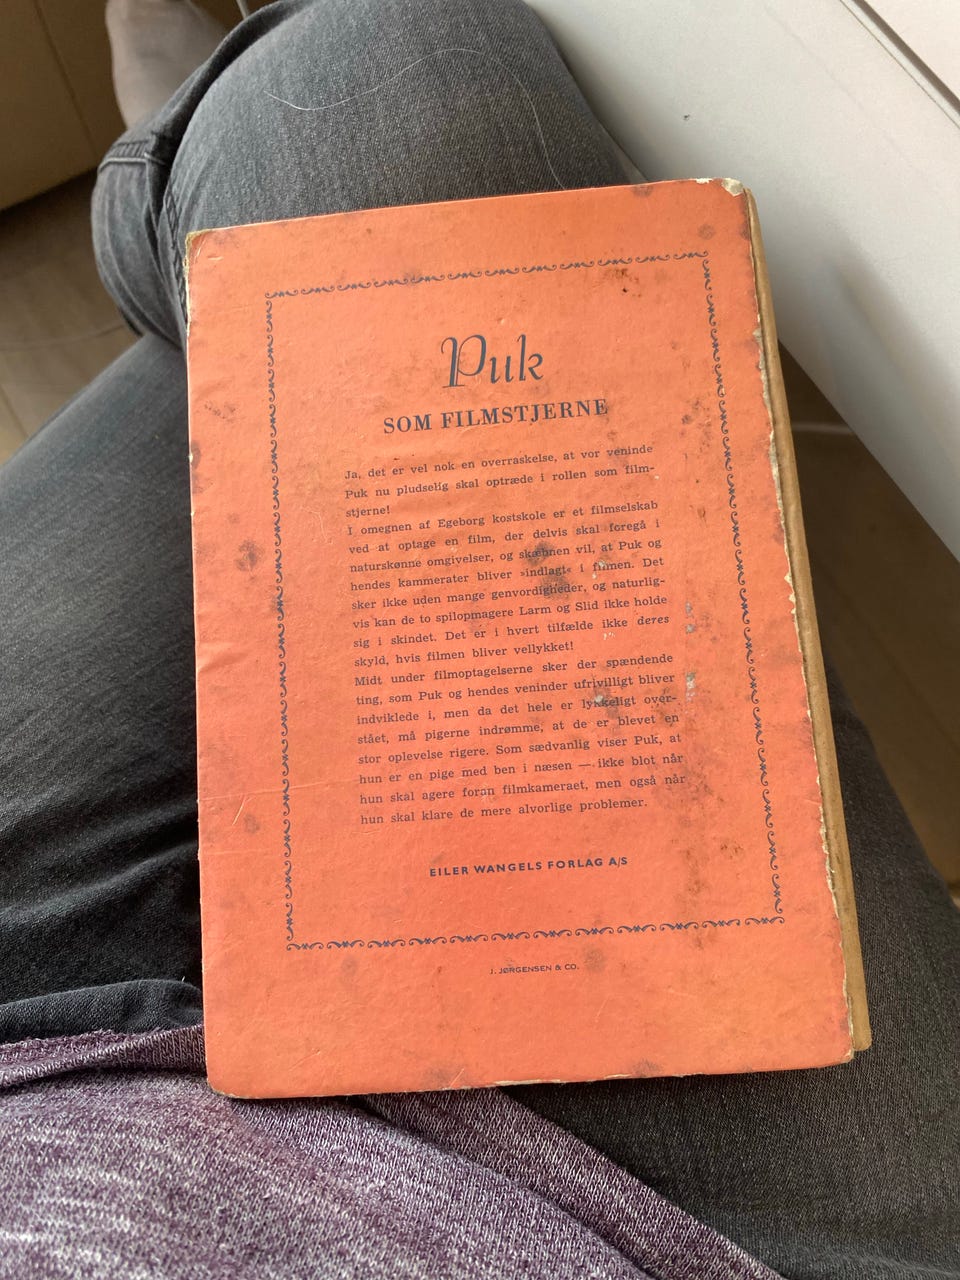 Puk
SOM FILMSTJERNE
Ja, det er vel nok en overraskelse, at vor veninde
Puk nu pludselig skal optræde i rollen som film-
stjerne!
I omegnen af Egeborg kostskole er et filmselskab
ved at optage en film, der delvis skal foregå i
naturskønne omgivelser, og skæbnen vil, at Puk og
hendes kammerater bliver »indlagt« i filmen. Det
sker ikke uden mange genvordigheder, og naturlig-
vis kan de to spilopmagere Larm og Slid ikke holde
sig i skindet. Det er i hvert tilfælde ikke deres
skyld, hvis filmen bliver vellykket!
Midt under filmoptagelserne sker der spændende
ting, som Puk og hendes veninder ufrivilligt bliver
indviklede i, men da det hele er lykkeligt over-
stået, må pigerne indrømme, at de er blevet en
stor oplevelse rigere. Som sædvanlig viser Puk, at
hun er en pige med ben i næsen — ikke blot når
hun skal agere foran filmkameraet, men også når
hun skal klare de mere alvorlige problemer.
EILER WANGELS FORLAG A/S
J. JØRGENSEN & CO.